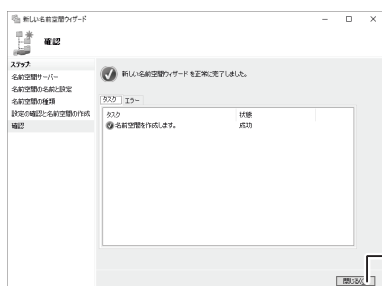 新しい名前空間ウィザード
確認
ステップ:
名前空間サーバー
名前空間の名前と設定
名前空間の種類
設定の確認と名前空間の作成
確認
新しい名前空間ウィザード を正常に完了しました。
タスク エラー
タスク 状態
名前空間を作成します。 成功
閉じる(